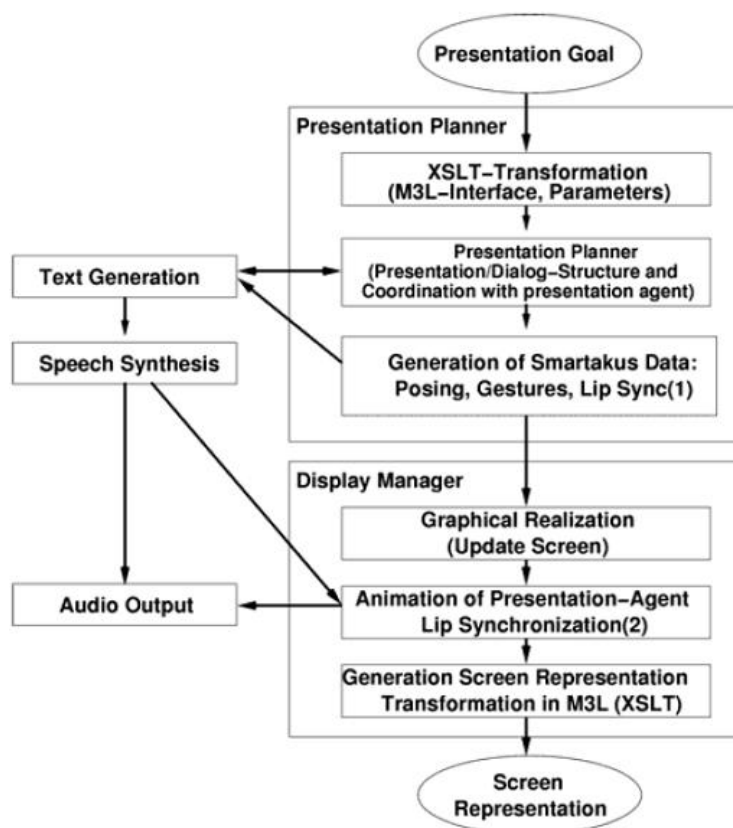 Presentation Goal
Presentation Planner
XSLT–Transformation
(M3L–Interface, Parameters)
Presentation Planner
(Presentation/Dialog–Structure and
Coordination with presentation agent)
Text Generation
Generation of Smartakus Data:
Posing, Gestures, Lip Sync(1)
Speech Synthesis
Display Manager
Graphical Realization
(Update Screen)
Animation of Presentation–Agent
Lip Synchronization(2)
Audio Output
Generation Screen Representation
Transformation in M3L (XSLT)
Screen
Representation